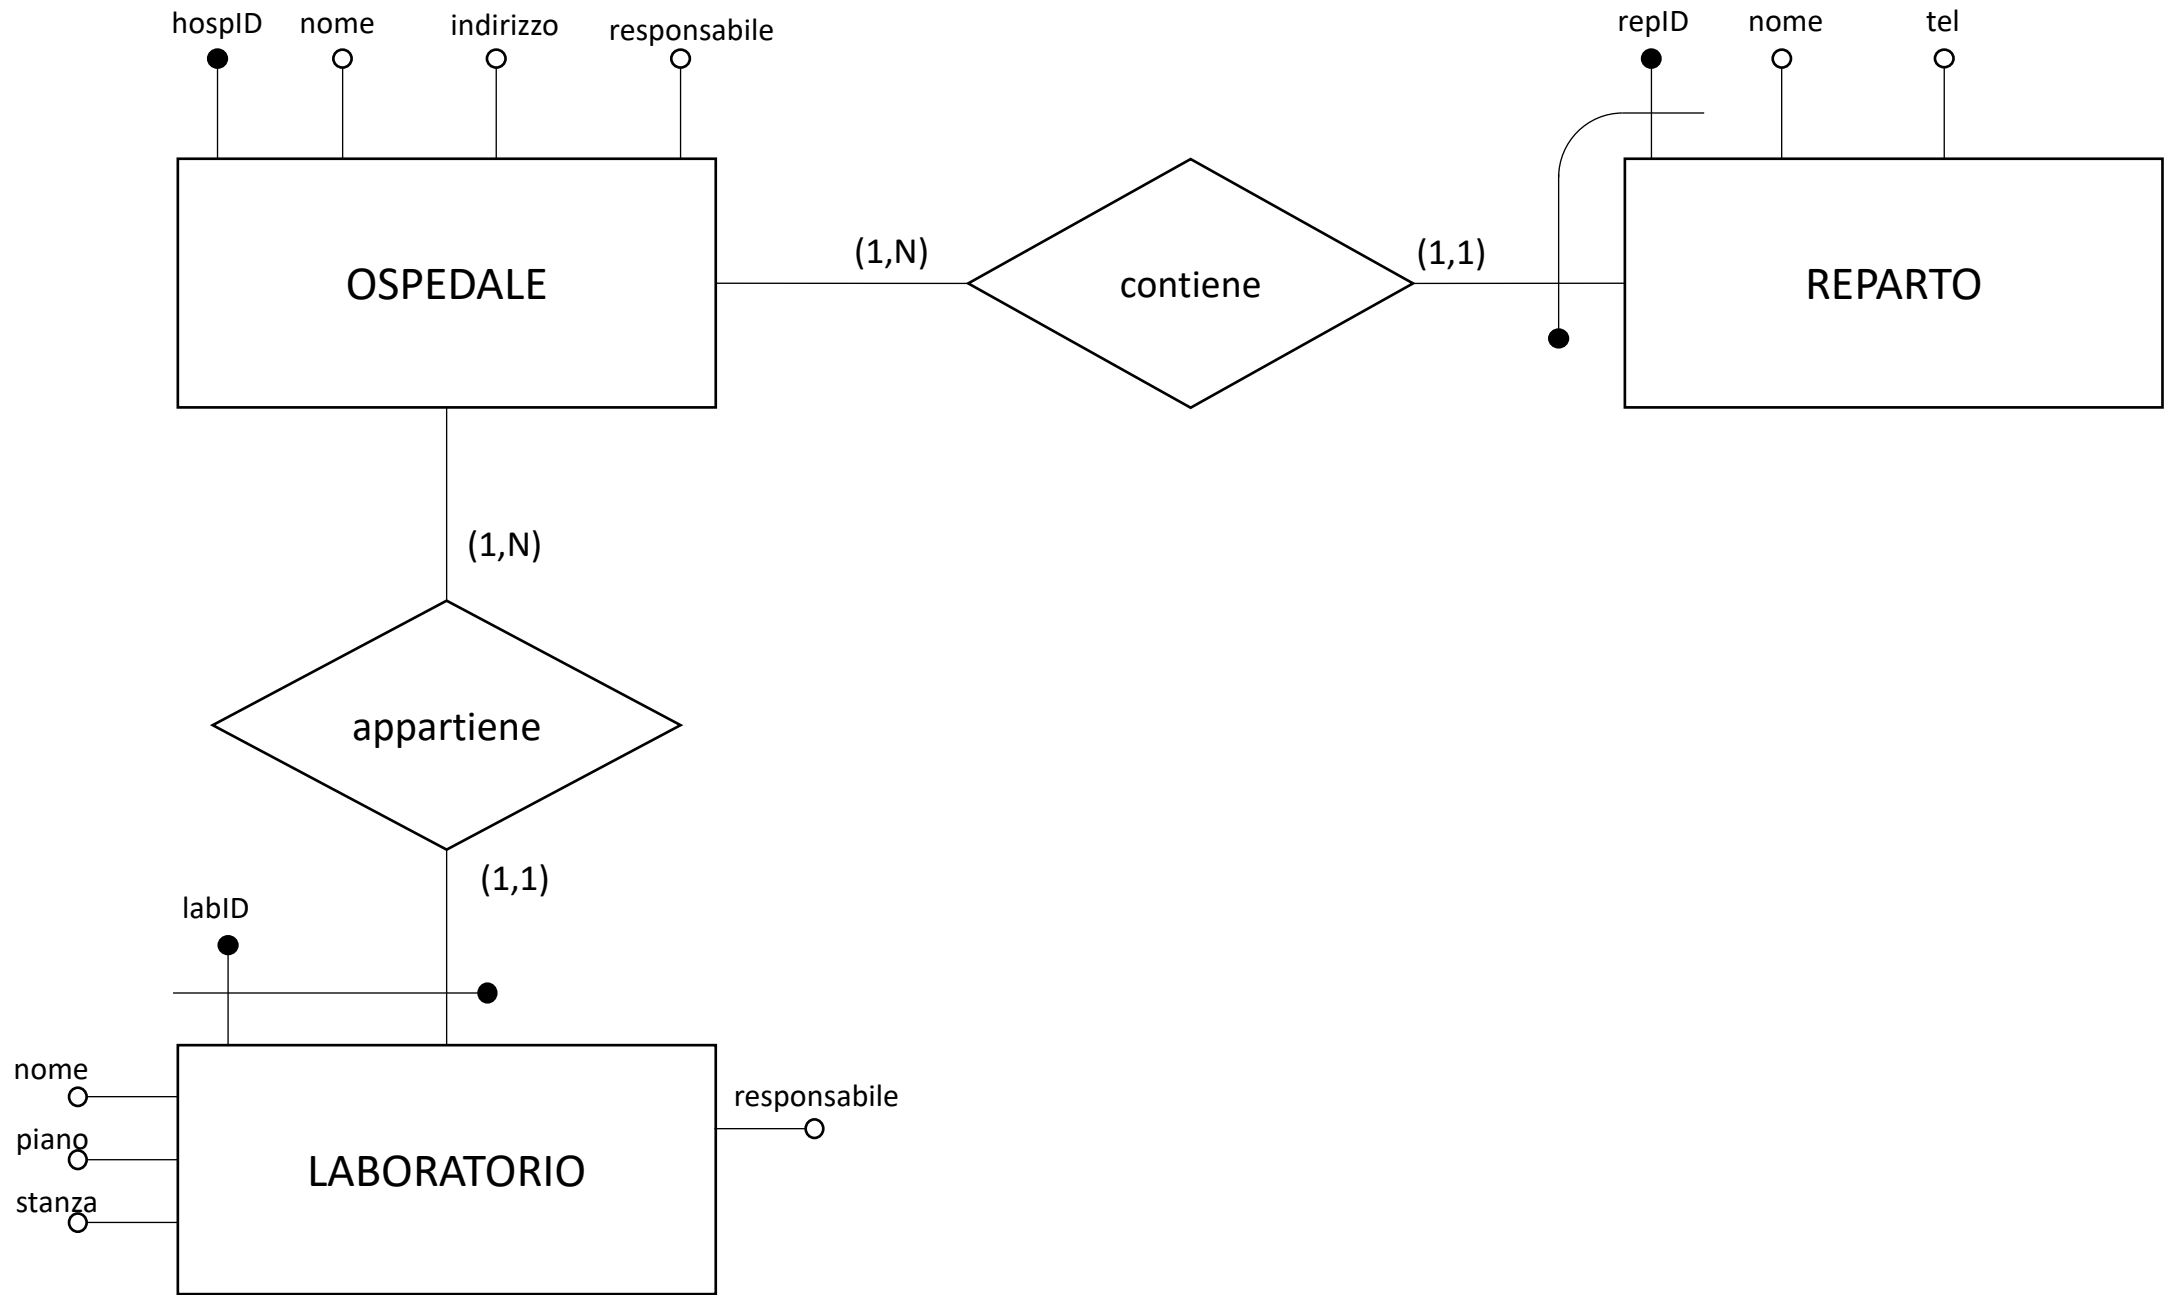 hospID nome indirizzo responsabile
repID nome tel
OSPEDALE
(1,N)
contiene
(1,1)
REPARTO
(1,N)
appartiene
(1,1)
labID
nome
piano
stanza
LABORATORIO
responsabile